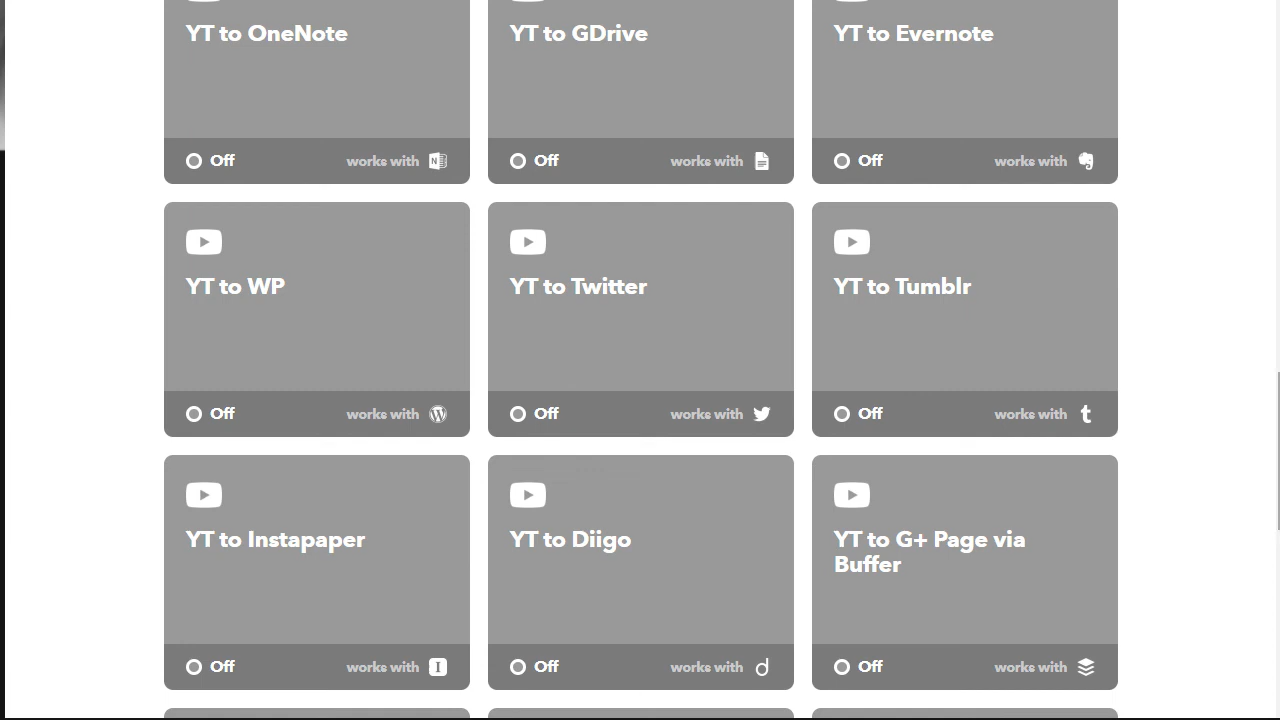 YT to OneNote
YT to GDrive
YT to Evernote
Off works with N
Off works with
Off works with
YT to WP
YT to Twitter
YT to Tumblr
Off works with W
Off works with
Off works with t
YT to Instapaper
YT to Diigo
YT to G+ Page via
Buffer
Off works with I
Off works with d
Off works with